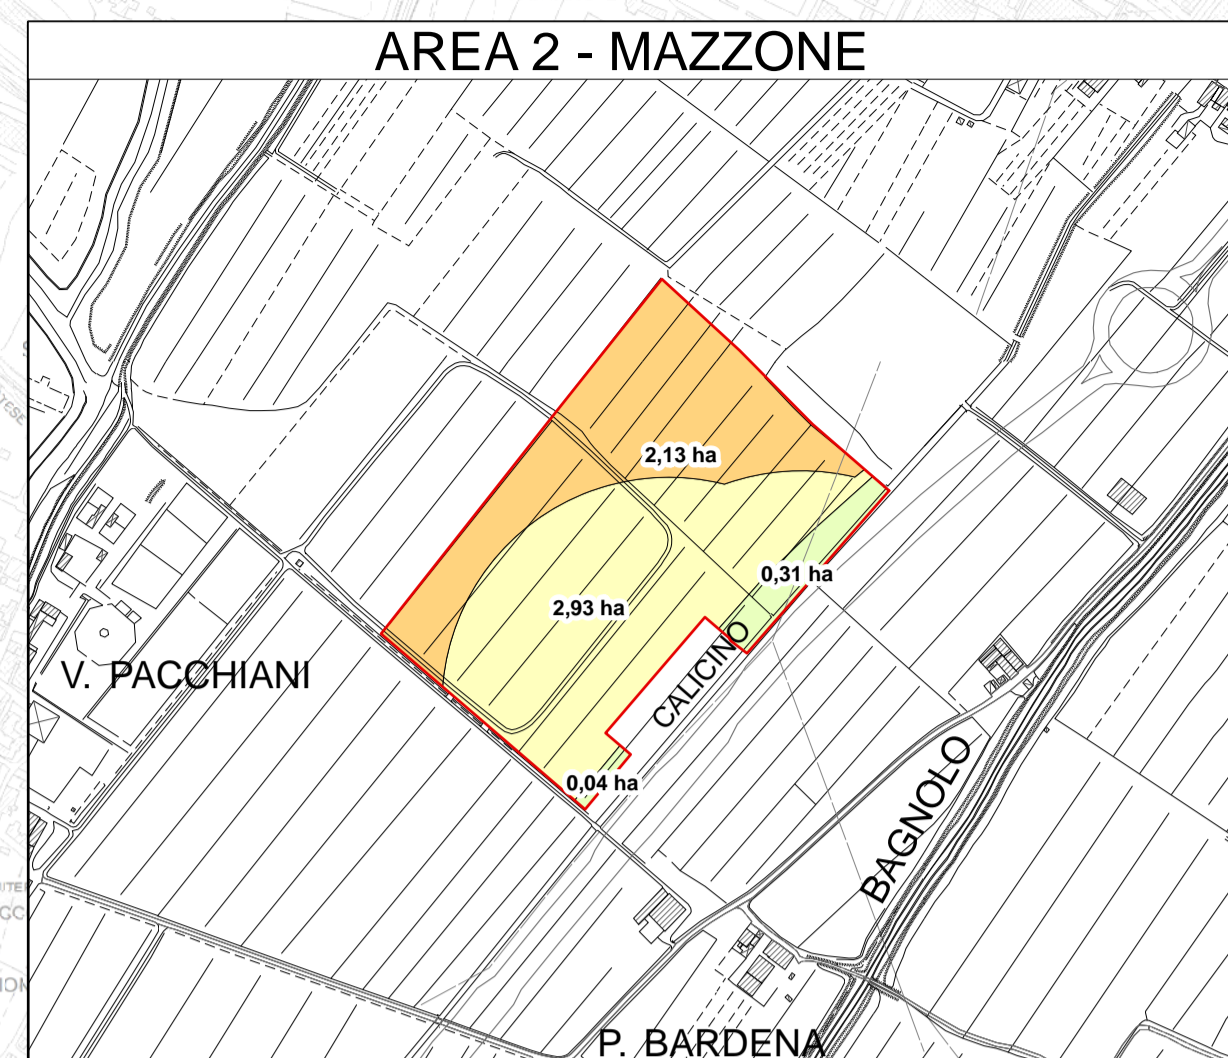 AREA 2 - MAZZONE
2,13 ha
0,31 ha
2,93 ha
CALICINO
V. PACCHIANI
0,04 ha
BAGNOLO
P. BARDENA